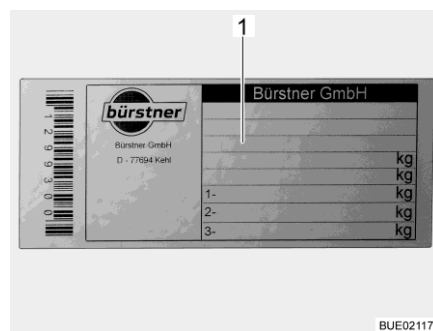 1
Bürstner GmbH
bürstner
Bürstner GmbH
D - 77694 Kehl
kg
kg
1- kg
2- kg
3- kg
1299300
BUE02117